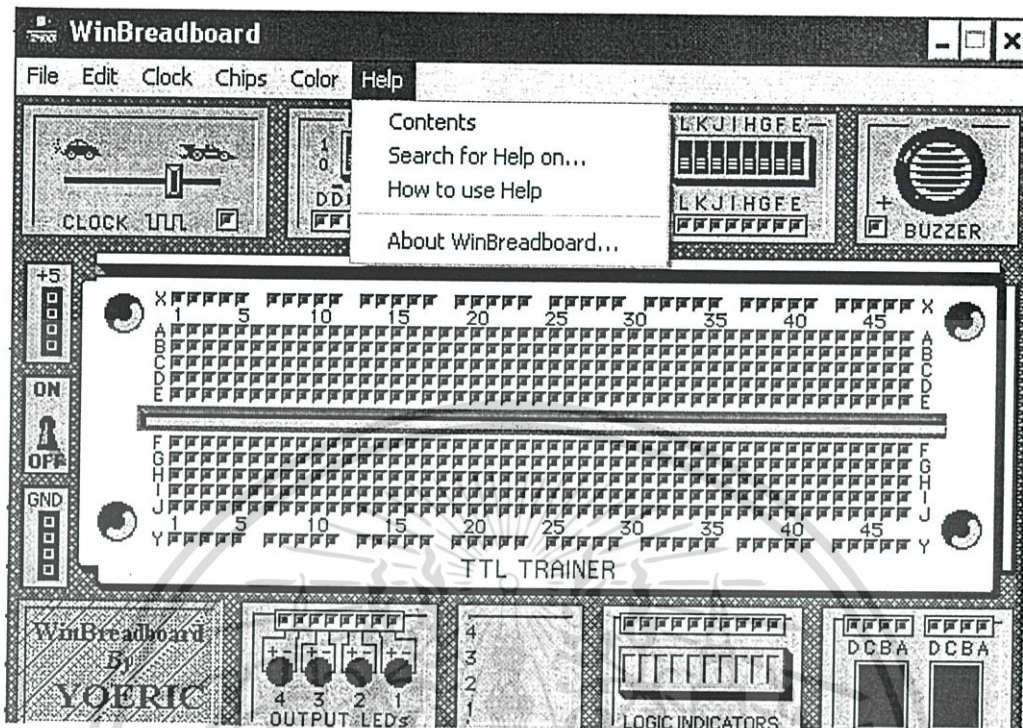 WinBreadboard
File Edit Clock Chips Color Help
Contents
Search for Help on...
How to use Help
About WinBreadboard...
1
0
LKJIHGFE
LKJIHGFE
CLOCK
+
BUZZER
+5
ON
OFF
GND
X X
1 5 10 15 20 25 30 35 40 45
A A
B B
C C
D D
E E
F F
G G
H H
I I
J J
1 5 10 15 20 25 30 35 40 45
Y Y
TTL TRAINER
WinBreadboard
By
YOERIC
+- +- +- +-
4 3 2 1
OUTPUT LEDs
4
3
2
1
LOGIC INDICATORS
DCBA DCBA